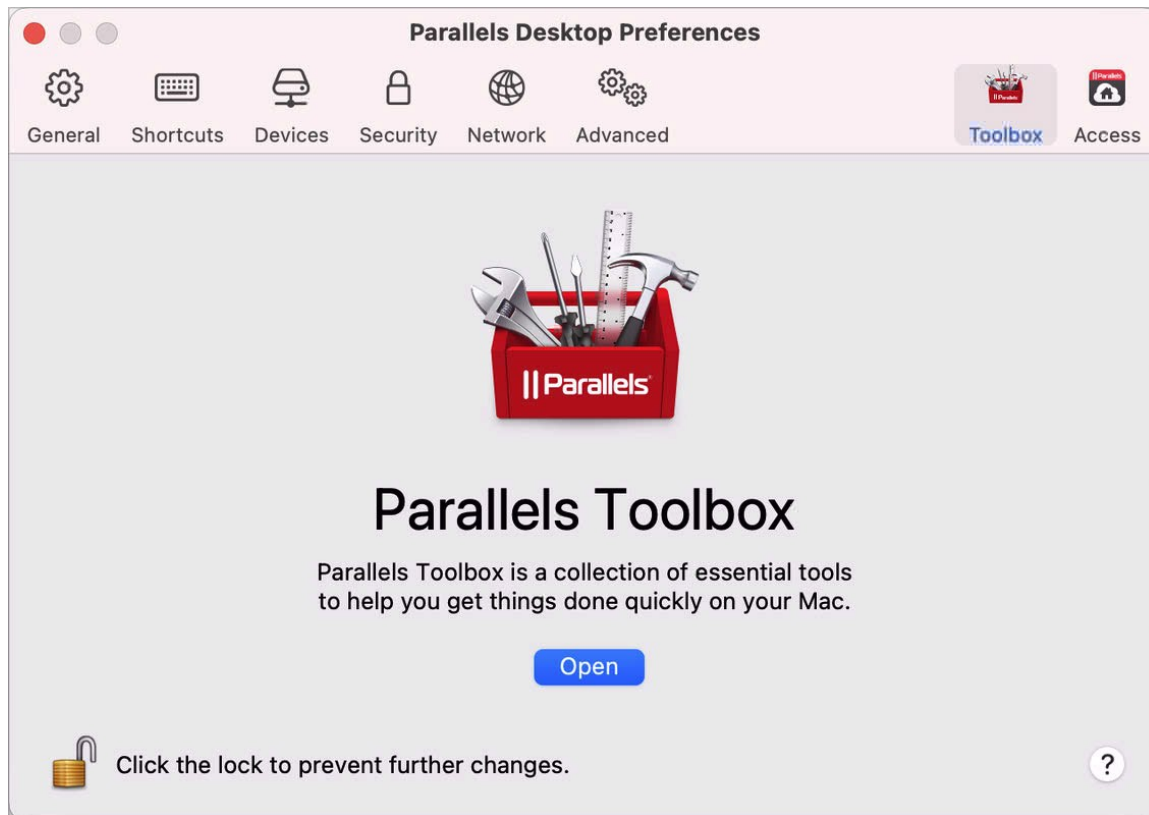 Parallels Desktop Preferences
General Shortcuts Devices Security Network Advanced Toolbox Access
|| Parallels®
Parallels Toolbox
Parallels Toolbox is a collection of essential tools
to help you get things done quickly on your Mac.
Open
Click the lock to prevent further changes.
?